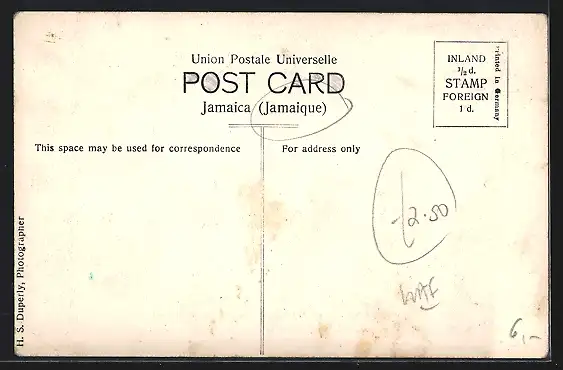 Union Postale Universelle
POST CARD
Jamaica (Jamaique)
INLAND
½ d.
STAMP
FOREIGN
1 d.
Printed in Germany
This space may be used for correspondence
For address only
H. S. Duperly, Photographer
2.50
6,-